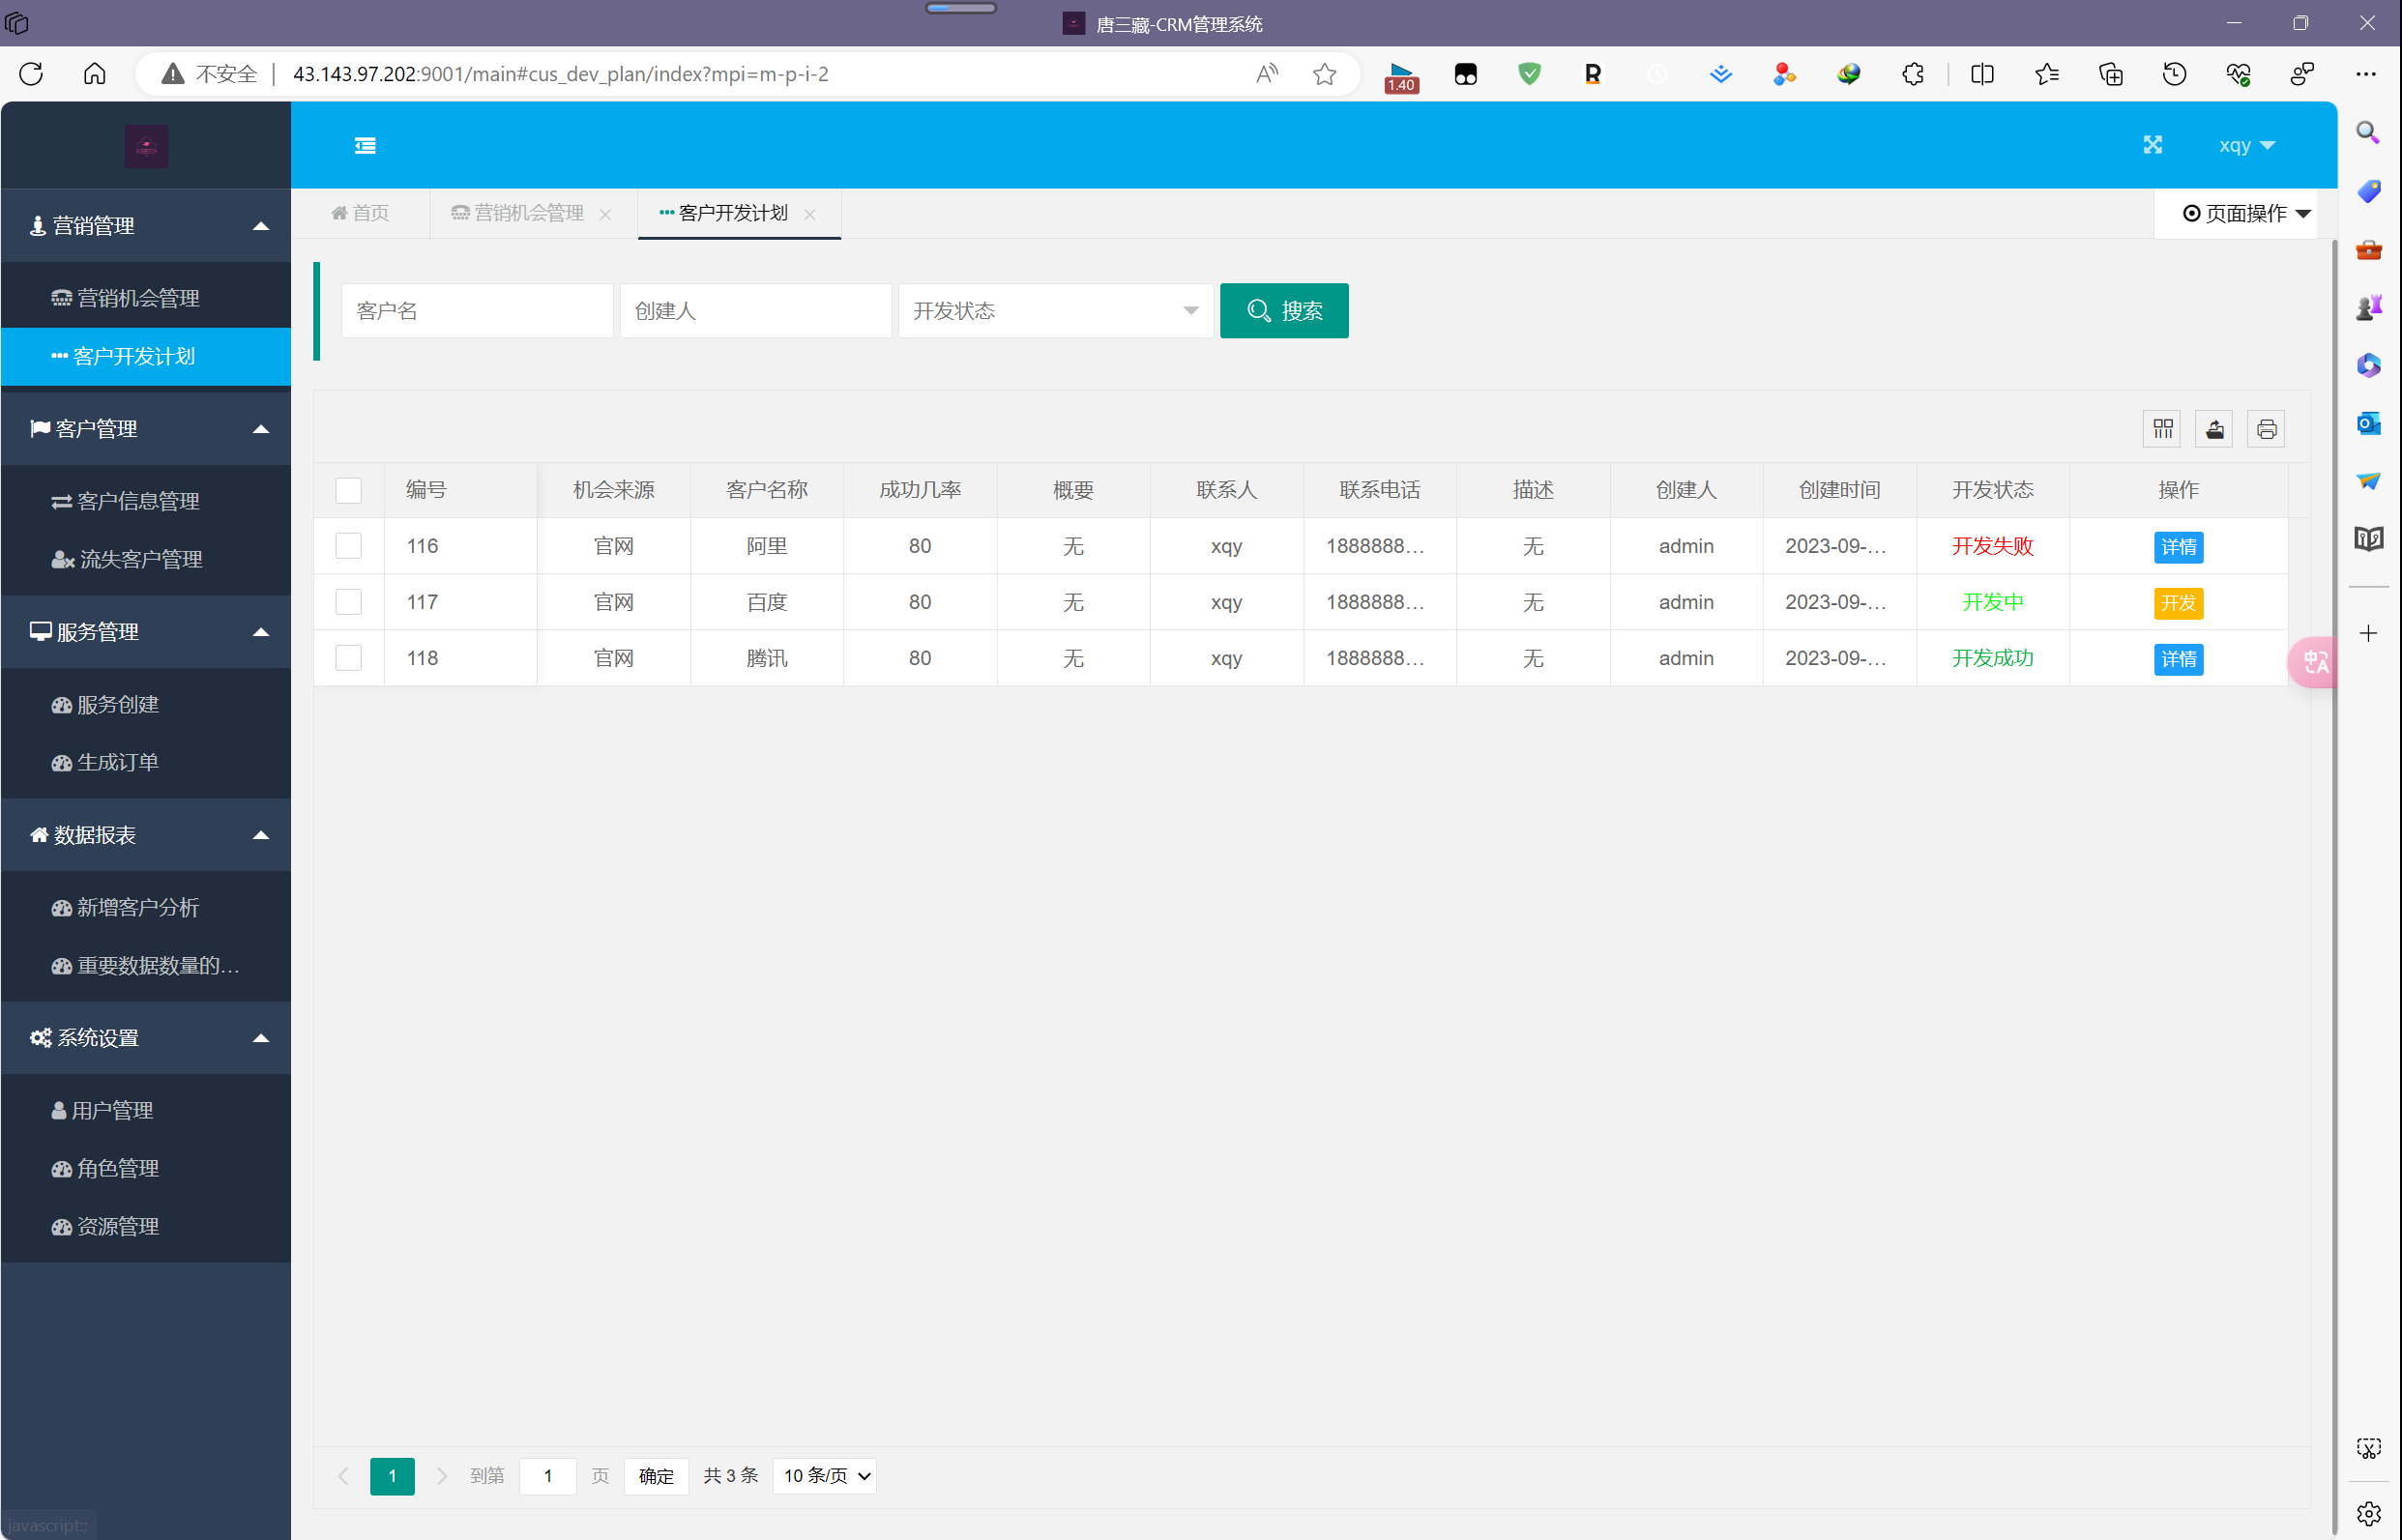 唐三藏-CRM管理系统
不安全
43.143.97.202:9001/main#cus_dev_plan/index?mpi=m-p-i-2
1.40
xqy
首页 营销机会管理 客户开发计划 页面操作
营销管理
营销机会管理
客户开发计划
客户管理
客户信息管理
流失客户管理
服务管理
服务创建
生成订单
数据报表
新增客户分析
重要数据数量的...
系统设置
用户管理
角色管理
资源管理
javascript:;
客户名 创建人 开发状态 搜索
编号 机会来源 客户名称 成功几率 概要 联系人 联系电话 描述 创建人 创建时间 开发状态 操作
116 官网 阿里 80 无 xqy 1888888... 无 admin 2023-09-... 开发失败 详情
117 官网 百度 80 无 xqy 1888888... 无 admin 2023-09-... 开发中 开发
118 官网 腾讯 80 无 xqy 1888888... 无 admin 2023-09-... 开发成功 详情
中A
1 到第 1 页 确定 共 3 条 10 条/页